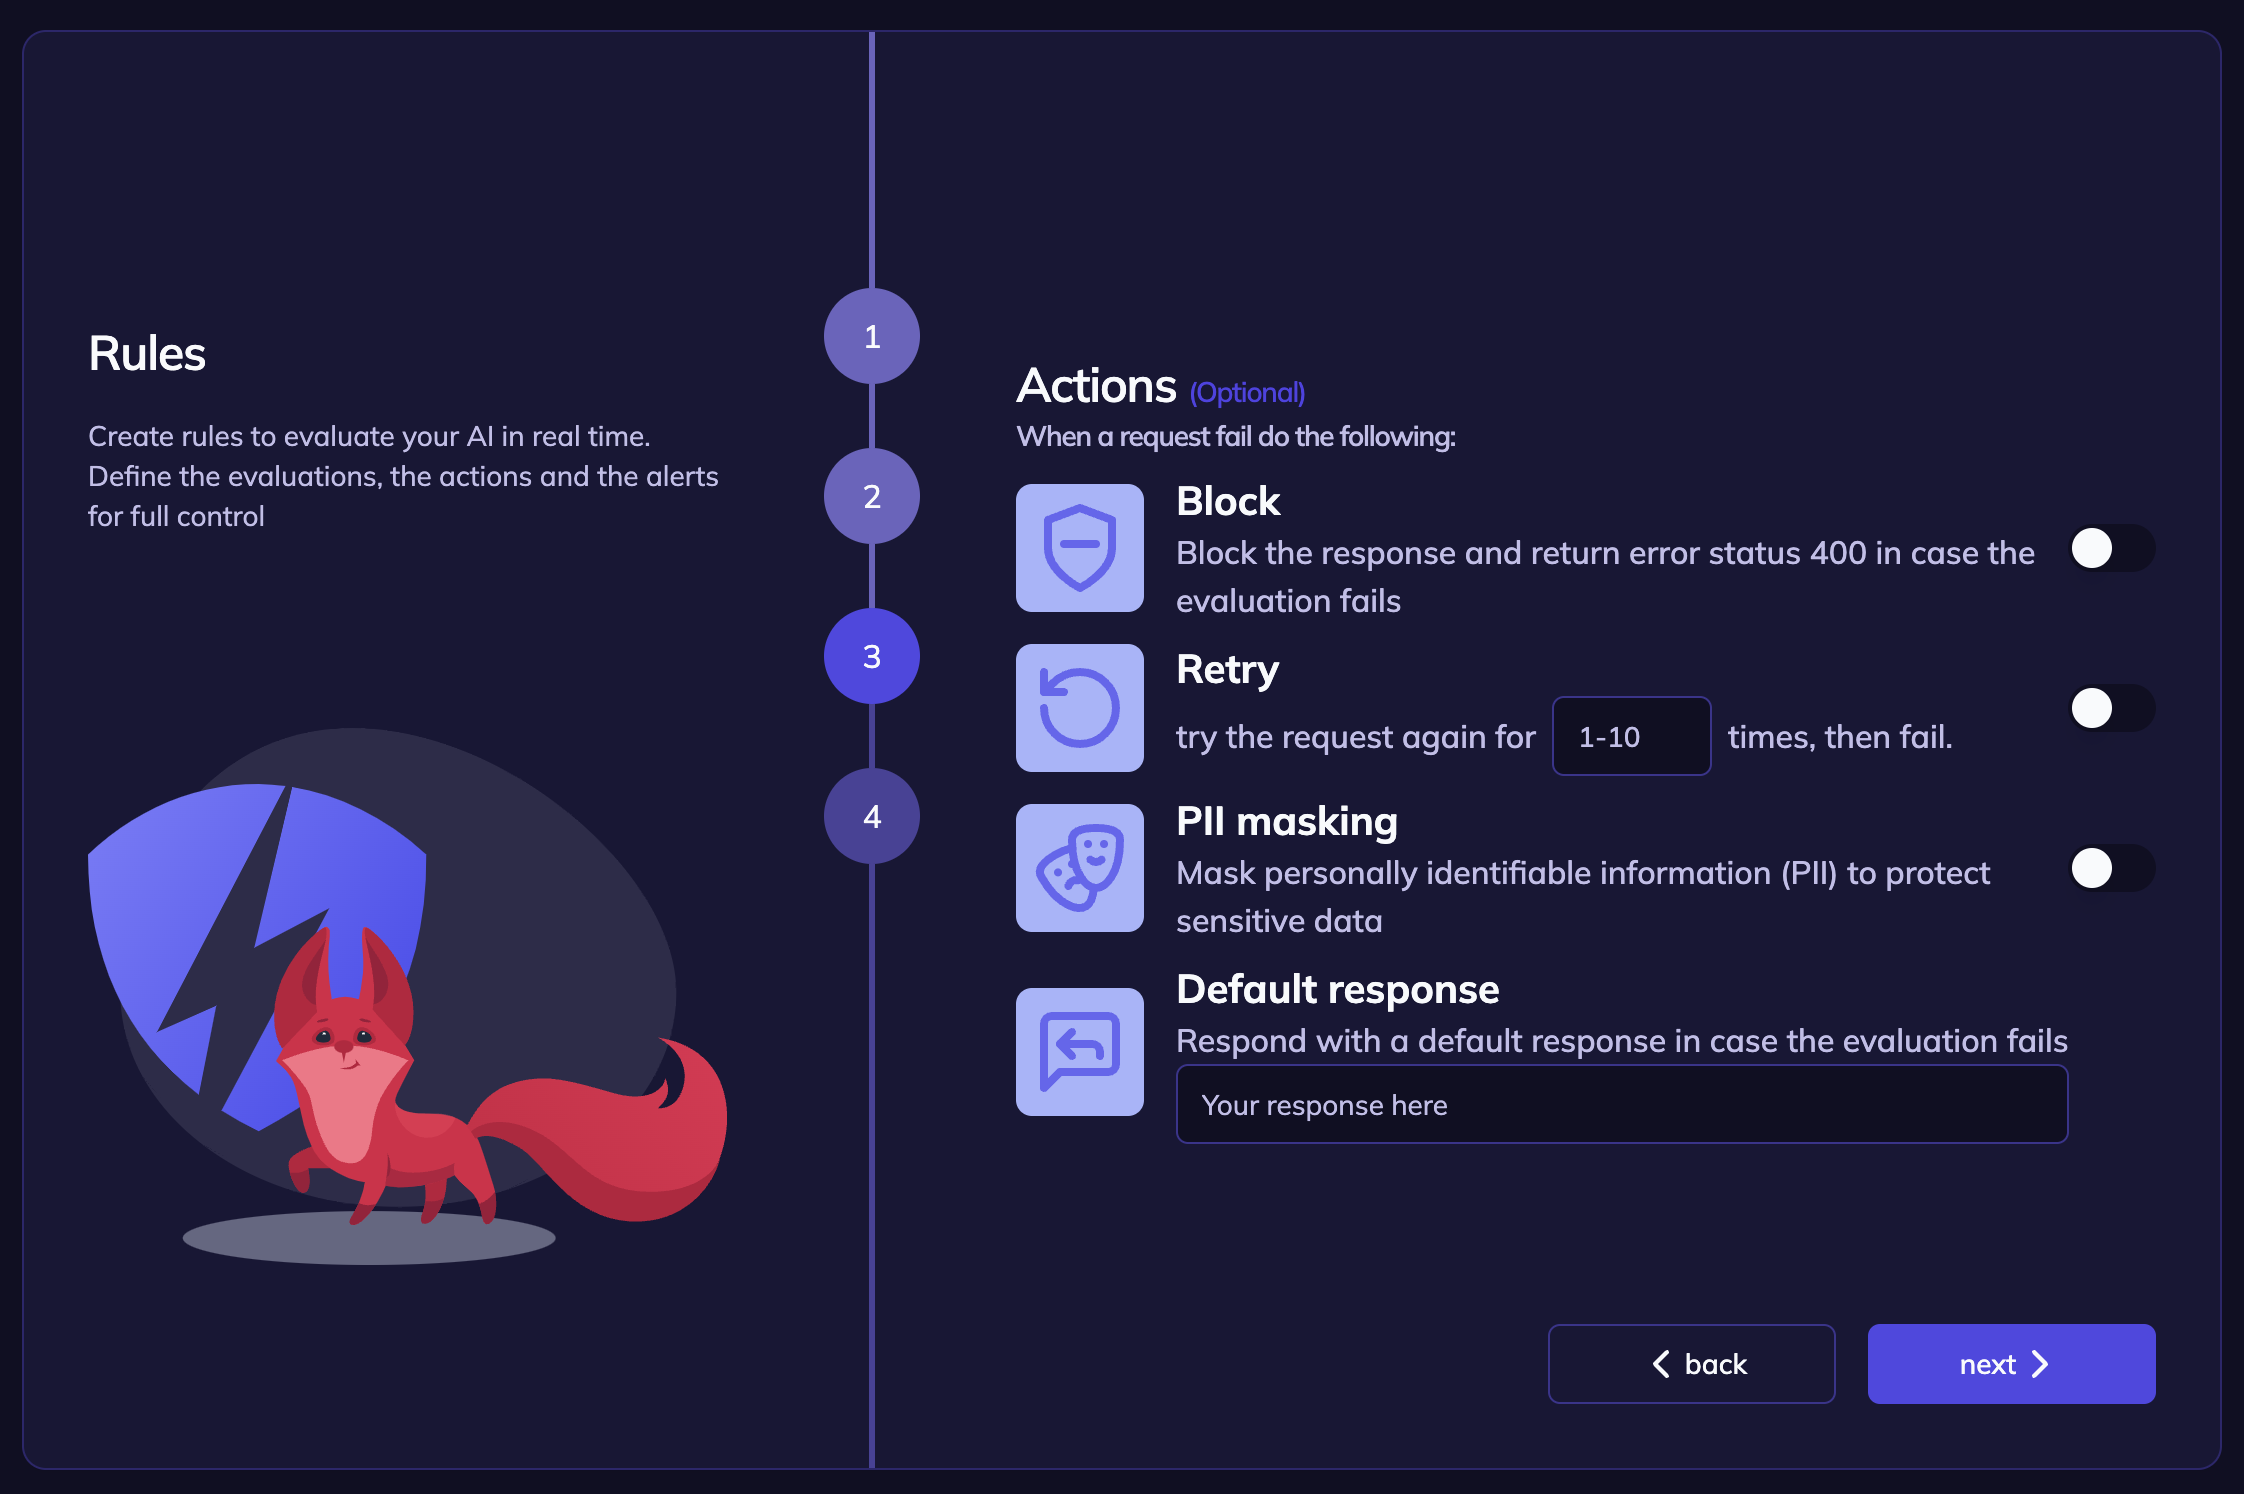 Rules
Create rules to evaluate your AI in real time.
Define the evaluations, the actions and the alerts
for full control
1
2
3
4
Actions (Optional)
When a request fail do the following:
Block
Block the response and return error status 400 in case the
evaluation fails
Retry
try the request again for 1-10 times, then fail.
PII masking
Mask personally identifiable information (PII) to protect
sensitive data
Default response
Respond with a default response in case the evaluation fails
Your response here
back
next